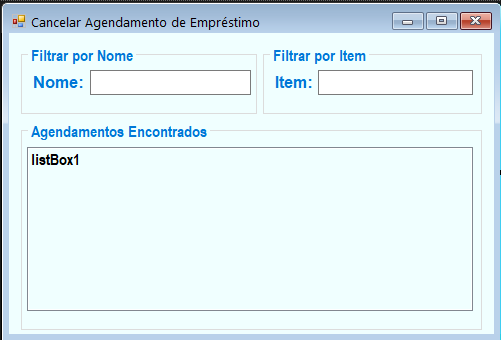 Cancelar Agendamento de Empréstimo
Filtrar por Nome
Nome:
Filtrar por Item
Item:
Agendamentos Encontrados
listBox1